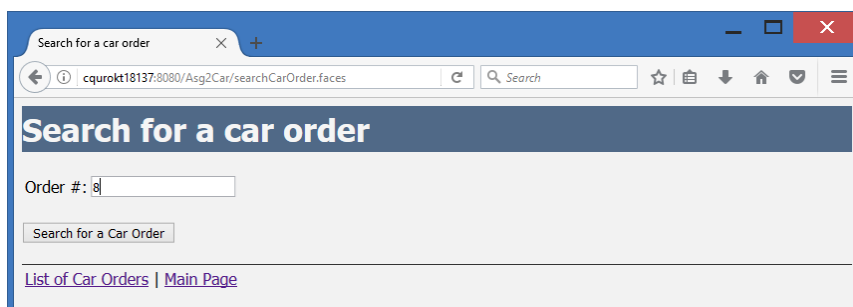 Search for a car order
cqurokt18137:8080/Asg2Car/searchCarOrder.faces Search
Search for a car order
Order #: 8
Search for a Car Order
List of Car Orders | Main Page